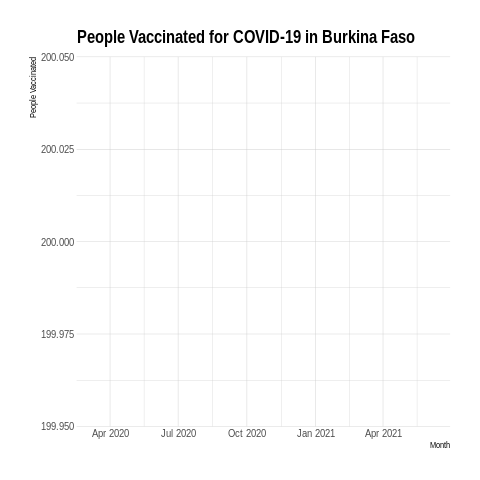 People Vaccinated for COVID-19 in Burkina Faso
People Vaccinated
200.050
200.025
200.000
199.975
199.950
Apr 2020 Jul 2020 Oct 2020 Jan 2021 Apr 2021
Month